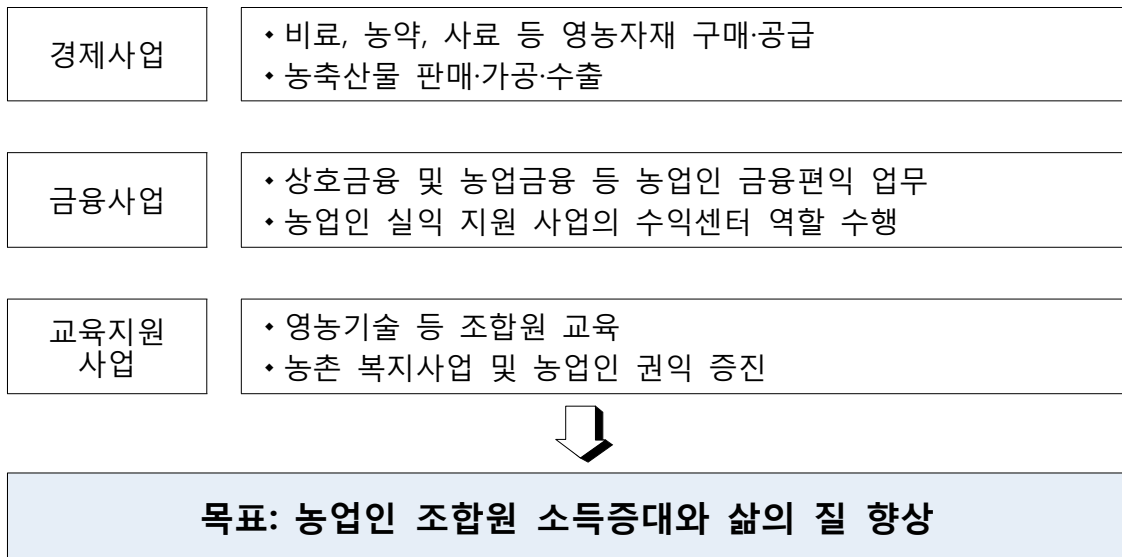 경제사업
• 비료, 농약, 사료 등 영농자재 구매·공급
• 농축산물 판매·가공·수출
금융사업
• 상호금융 및 농업금융 등 농업인 금융편익 업무
• 농업인 실익 지원 사업의 수익센터 역할 수행
교육지원
사업
• 영농기술 등 조합원 교육
• 농촌 복지사업 및 농업인 권익 증진
목표: 농업인 조합원 소득증대와 삶의 질 향상